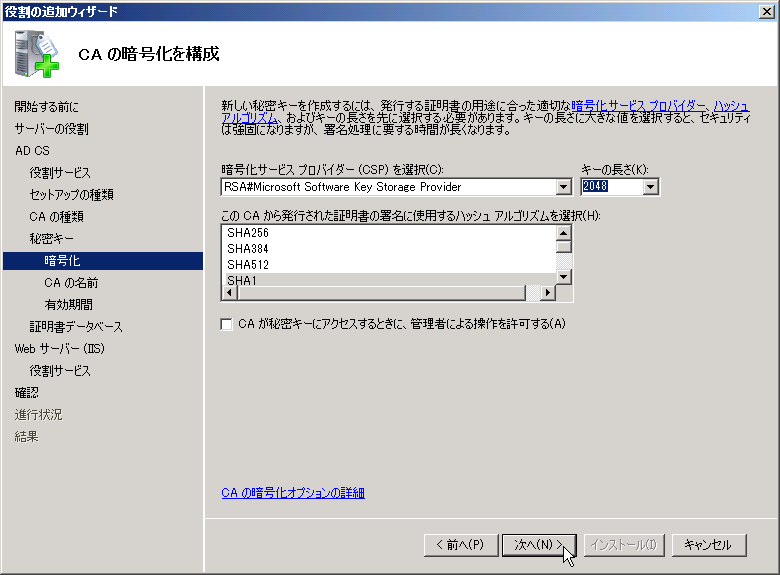 役割の追加ウィザード
CA の暗号化を構成
開始する前に
サーバーの役割
AD CS
役割サービス
セットアップの種類
CA の種類
秘密キー
暗号化
CA の名前
有効期間
証明書データベース
Web サーバー (IIS)
役割サービス
確認
進行状況
結果
新しい秘密キーを作成するには、発行する証明書の用途に合った適切な暗号化サービス プロバイダー、ハッシュ
アルゴリズム、およびキーの長さを先に選択する必要があります。キーの長さに大きな値を選択すると、セキュリティ
は強固になりますが、署名処理に要する時間が長くなります。
暗号化サービス プロバイダー (CSP) を選択(C):
キーの長さ(K):
RSA#Microsoft Software Key Storage Provider
2048
この CA から発行された証明書の署名に使用するハッシュ アルゴリズムを選択(H):
SHA256
SHA384
SHA512
SHA1
CA が秘密キーにアクセスするときに、管理者による操作を許可する(A)
CA の暗号化オプションの詳細
< 前へ(P)
次へ(N) >
インストール(I)
キャンセル